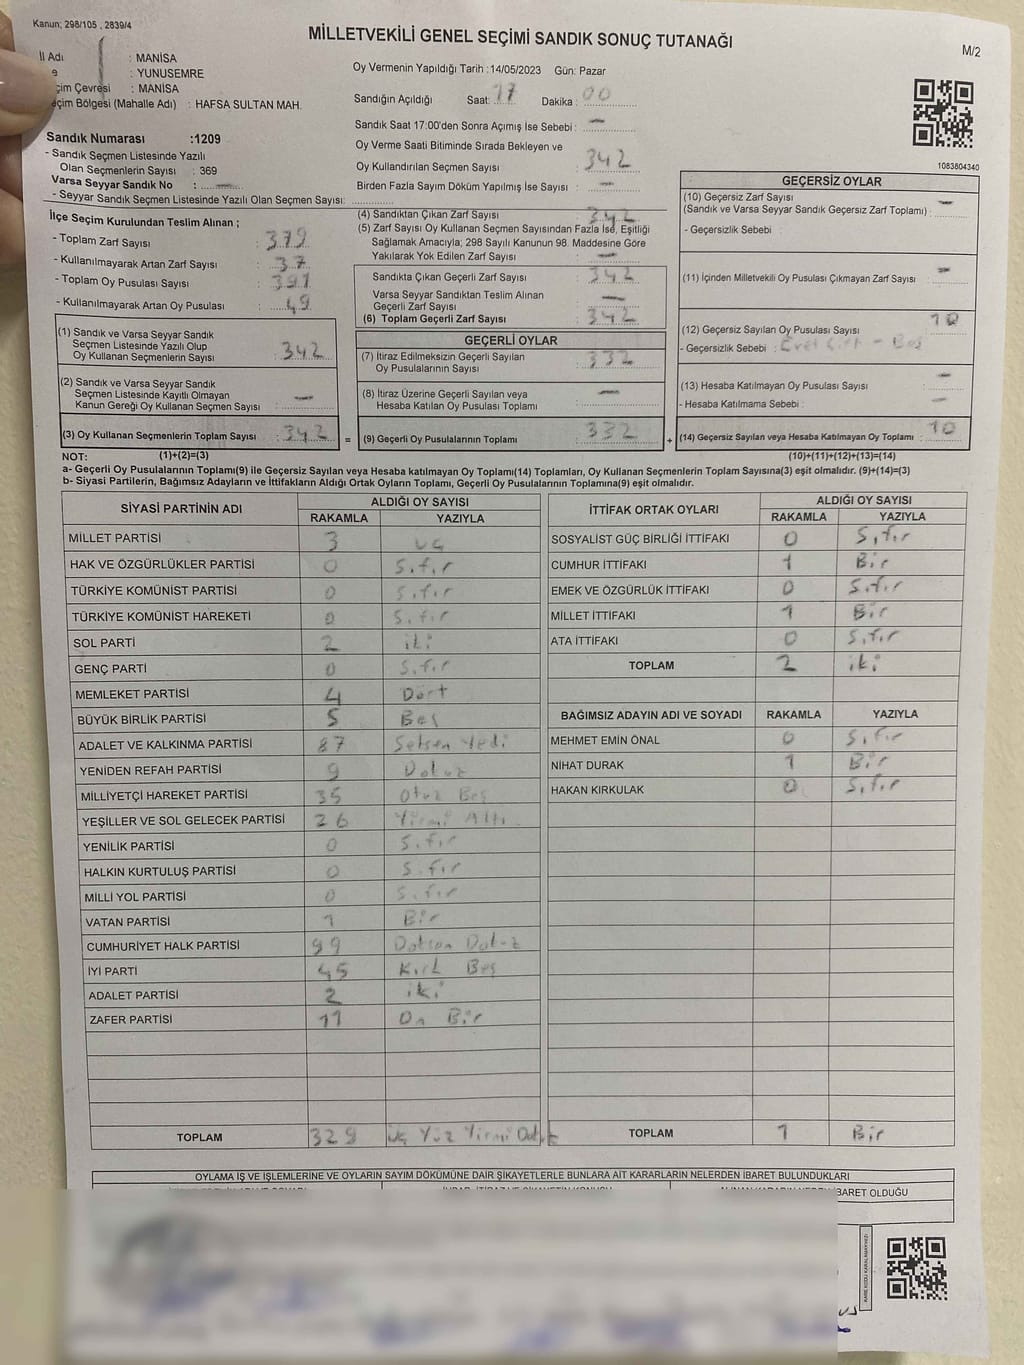 Kanun; 298/105 , 2839/4
MİLLETVEKİLİ GENEL SEÇİMİ SANDIK SONUÇ TUTANAĞI
M/2
İl Adı : MANİSA
: YUNUSEMRE
çim Çevresi : MANİSA
çim Bölgesi (Mahalle Adı) : HAFSA SULTAN MAH.
Sandık Numarası :1209
- Sandık Seçmen Listesinde Yazılı
Olan Seçmenlerin Sayısı : 369
Varsa Seyyar Sandık No : —
- Seyyar Sandık Seçmen Listesinde Yazılı Olan Seçmen Sayısı:
Oy Vermenin Yapıldığı Tarih :14/05/2023 Gün: Pazar
Sandığın Açıldığı Saat: 17 Dakika : 00
Sandık Saat 17:00'den Sonra Açımış İse Sebebi : —
Oy Verme Saati Bitiminde Sırada Bekleyen ve
Oy Kullandırılan Seçmen Sayısı : 342
Birden Fazla Sayım Döküm Yapılmış İse Sayısı : —
1083804340
İlçe Seçim Kurulundan Teslim Alınan ;
- Toplam Zarf Sayısı : 379
- Kullanılmayarak Artan Zarf Sayısı : 37
- Toplam Oy Pusulası Sayısı : 391
- Kullanılmayarak Artan Oy Pusulası : 49
(1) Sandık ve Varsa Seyyar Sandık
Seçmen Listesinde Yazılı Olup
Oy Kullanan Seçmenlerin Sayısı : 342
(2) Sandık ve Varsa Seyyar Sandık
Seçmen Listesinde Kayıtlı Olmayan
Kanun Gereği Oy Kullanan Seçmen Sayısı : —
(3) Oy Kullanan Seçmenlerin Toplam Sayısı : 342
(4) Sandıktan Çıkan Zarf Sayısı : 342
(5) Zarf Sayısı Oy Kullanan Seçmen Sayısından Fazla İse, Eşitliği
Sağlamak Amacıyla; 298 Sayılı Kanunun 98. Maddesine Göre
Yakılarak Yok Edilen Zarf Sayısı : —
Sandıkta Çıkan Geçerli Zarf Sayısı : 342
Varsa Seyyar Sandıktan Teslim Alınan
Geçerli Zarf Sayısı : —
(6) Toplam Geçerli Zarf Sayısı : 342
GEÇERLİ OYLAR
(7) İtiraz Edilmeksizin Geçerli Sayılan
Oy Pusulalarının Sayısı : 332
(8) İtiraz Üzerine Geçerli Sayılan veya
Hesaba Katılan Oy Pusulası Toplamı : —
= (9) Geçerli Oy Pusulalarının Toplamı : 332
GEÇERSİZ OYLAR
(10) Geçersiz Zarf Sayısı
(Sandık ve Varsa Seyyar Sandık Geçersiz Zarf Toplamı) : —
- Geçersizlik Sebebi :
(11) İçinden Milletvekili Oy Pusulası Çıkmayan Zarf Sayısı : —
(12) Geçersiz Sayılan Oy Pusulası Sayısı : 10
- Geçersizlik Sebebi : Evet Çift - Boş
(13) Hesaba Katılmayan Oy Pusulası Sayısı : —
- Hesaba Katılmama Sebebi : —
+ (14) Geçersiz Sayılan veya Hesaba Katılmayan Oy Toplamı : 10
NOT: (1)+(2)=(3) (10)+(11)+(12)+(13)=(14)
a- Geçerli Oy Pusulalarının Toplamı(9) ile Geçersiz Sayılan veya Hesaba katılmayan Oy Toplamı(14) Toplamları, Oy Kullanan Seçmenlerin Toplam Sayısına(3) eşit olmalıdır. (9)+(14)=(3)
b- Siyasi Partilerin, Bağımsız Adayların ve İttifakların Aldığı Ortak Oyların Toplamı, Geçerli Oy Pusulalarının Toplamına(9) eşit olmalıdır.
SİYASİ PARTİNİN ADI ALDIĞI OY SAYISI
RAKAMLA YAZIYLA
MİLLET PARTİSİ 3 üç
HAK VE ÖZGÜRLÜKLER PARTİSİ 0 Sıfır
TÜRKİYE KOMÜNİST PARTİSİ 0 Sıfır
TÜRKİYE KOMÜNİST HAREKETİ 0 Sıfır
SOL PARTİ 2 iki
GENÇ PARTİ 0 Sıfır
MEMLEKET PARTİSİ 4 Dört
BÜYÜK BİRLİK PARTİSİ 5 Beş
ADALET VE KALKINMA PARTİSİ 87 Seksen Yedi
YENİDEN REFAH PARTİSİ 9 Dokuz
MİLLİYETÇİ HAREKET PARTİSİ 35 Otuz Beş
YEŞİLLER VE SOL GELECEK PARTİSİ 26 Yirmi Altı
YENİLİK PARTİSİ 0 Sıfır
HALKIN KURTULUŞ PARTİSİ 0 Sıfır
MİLLİ YOL PARTİSİ 0 Sıfır
VATAN PARTİSİ 1 Bir
CUMHURİYET HALK PARTİSİ 99 Doksan Dokuz
İYİ PARTİ 45 Kırk Beş
ADALET PARTİSİ 2 iki
ZAFER PARTİSİ 11 On Bir
TOPLAM 329 üç Yüz Yirmi Dokuz
İTTİFAK ORTAK OYLARI ALDIĞI OY SAYISI
RAKAMLA YAZIYLA
SOSYALİST GÜÇ BİRLİĞİ İTTİFAKI 0 Sıfır
CUMHUR İTTİFAKI 1 Bir
EMEK VE ÖZGÜRLÜK İTTİFAKI 0 Sıfır
MİLLET İTTİFAKI 1 Bir
ATA İTTİFAKI 0 Sıfır
TOPLAM 2 iki
BAĞIMSIZ ADAYIN ADI VE SOYADI RAKAMLA YAZIYLA
MEHMET EMİN ÖNAL 0 Sıfır
NİHAT DURAK 1 Bir
HAKAN KIRKULAK 0 Sıfır
TOPLAM 1 Bir
OYLAMA İŞ VE İŞLEMLERİNE VE OYLARIN SAYIM DÖKÜMÜNE DAİR ŞİKAYETLERLE BUNLARA AİT KARARLARIN NELERDEN İBARET BULUNDUKLARI
BARET OLDUĞU